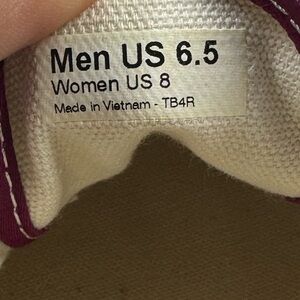 Men US 6.5
Women US 8
Made in Vietnam - TB4R